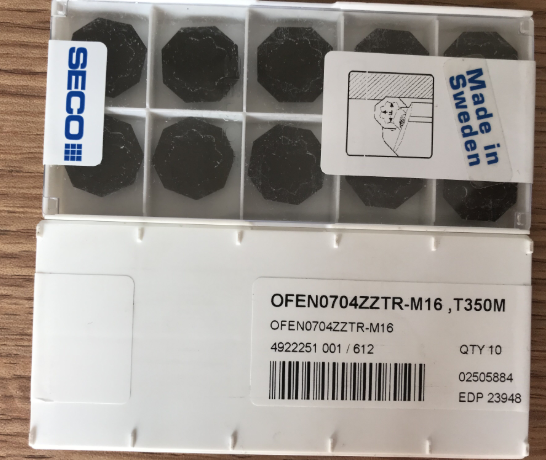 SECO
Made in
Sweden
OFEN0704ZZTR-M16 ,T350M
OFEN0704ZZTR-M16
4922251 001 / 612
QTY 10
02505884
EDP 23948